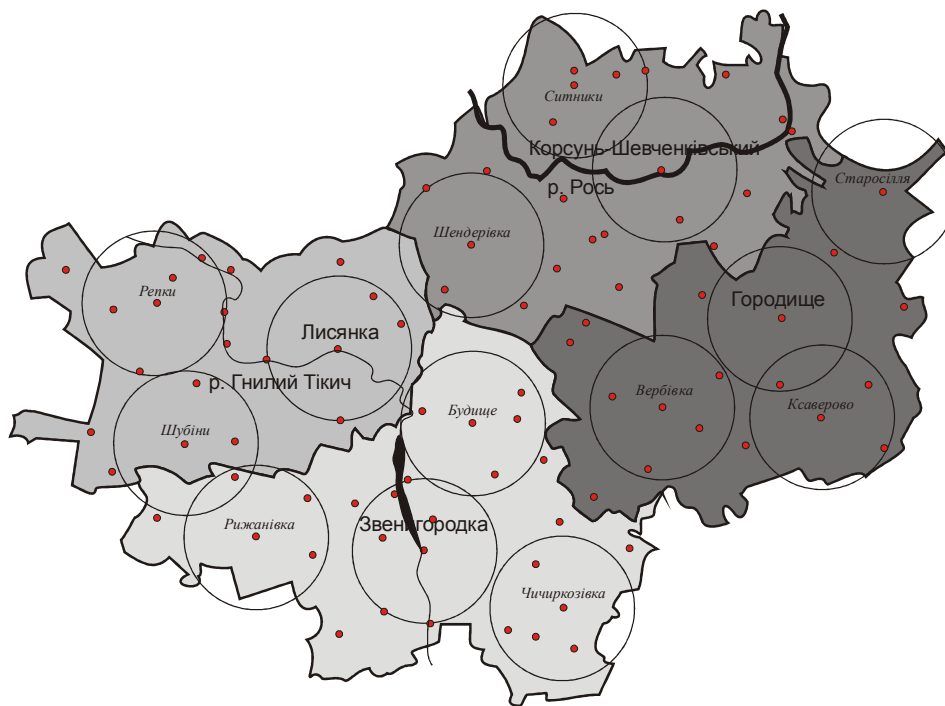 Ситники
Корсунь-Шевченківський
Старосілля
р. Рось
Шендерівка
Репки
Городище
Лисянка
р. Гнилий Тікич
Вербівка
Будище
Ксаверово
Шубіни
Рижанівка
Звенигородка
Чичиркозівка